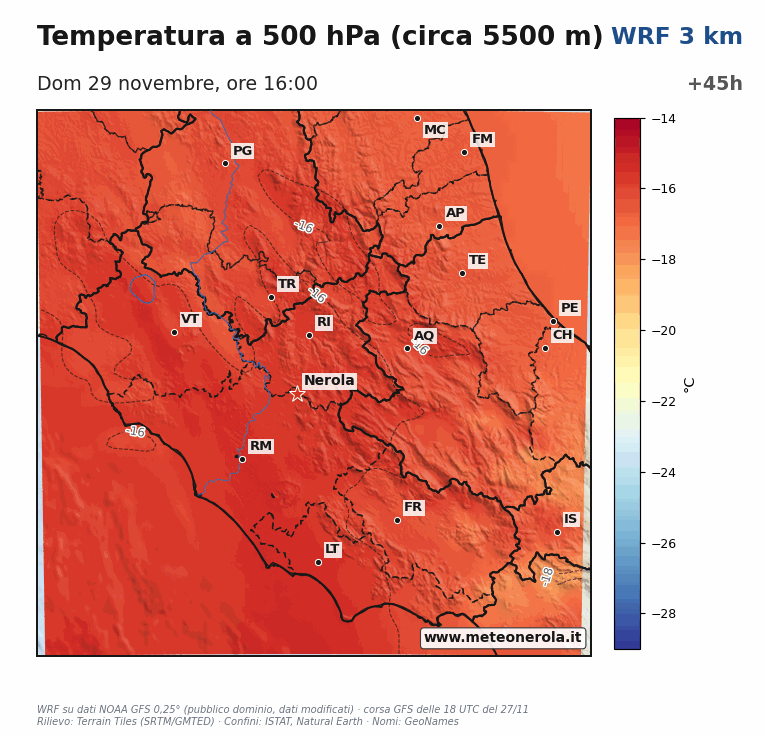 Temperatura a 500 hPa (circa 5500 m) WRF 3 km
Dom 29 novembre, ore 16:00 +45h
MC
FM
PG
AP
-16
TE
TR
-16
PE
VT
RI
AQ
CH
-16
Nerola
-16
RM
FR
IS
LT
-18
www.meteonerola.it
−14
−16
−18
−20
−22
−24
−26
−28
°C
WRF su dati NOAA GFS 0,25° (pubblico dominio, dati modificati) · corsa GFS delle 18 UTC del 27/11
Rilievo: Terrain Tiles (SRTM/GMTED) · Confini: ISTAT, Natural Earth · Nomi: GeoNames